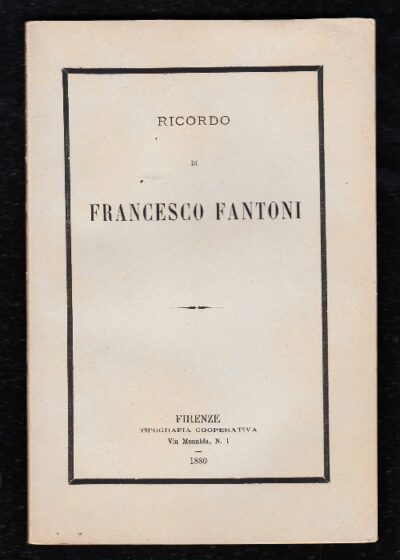 RICORDO
DI
FRANCESCO FANTONI
FIRENZE
TIPOGRAFIA COOPERATIVA
Via Monalda, N. 1
1880